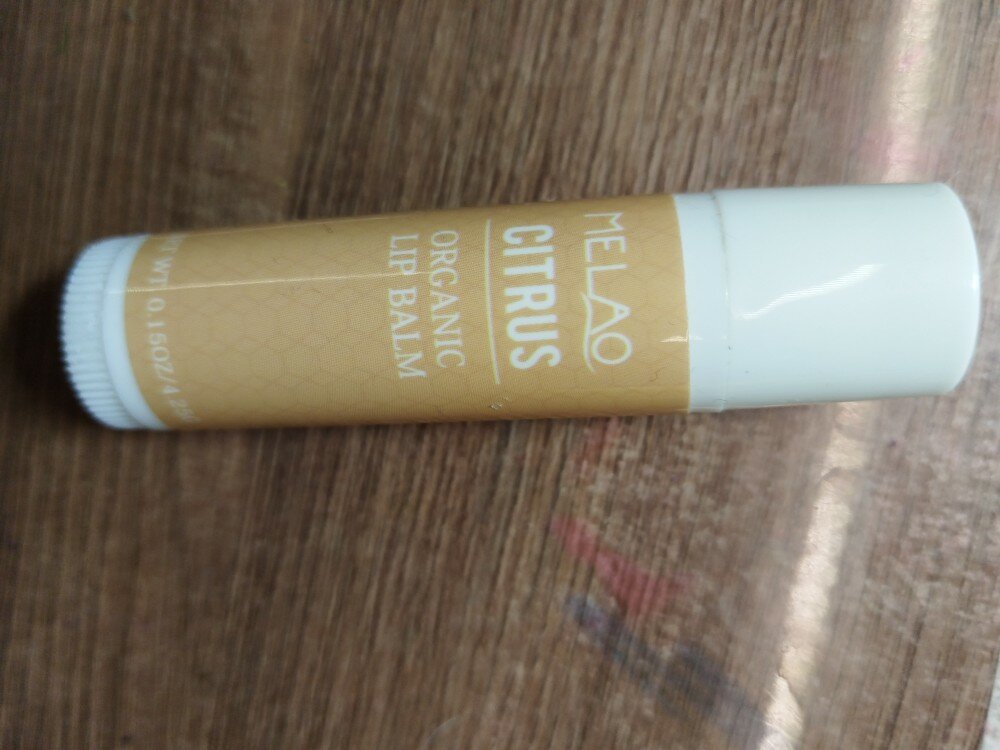 MELAO
CITRUS
ORGANIC
LIP BALM
WT. 0.15OZ/4.25